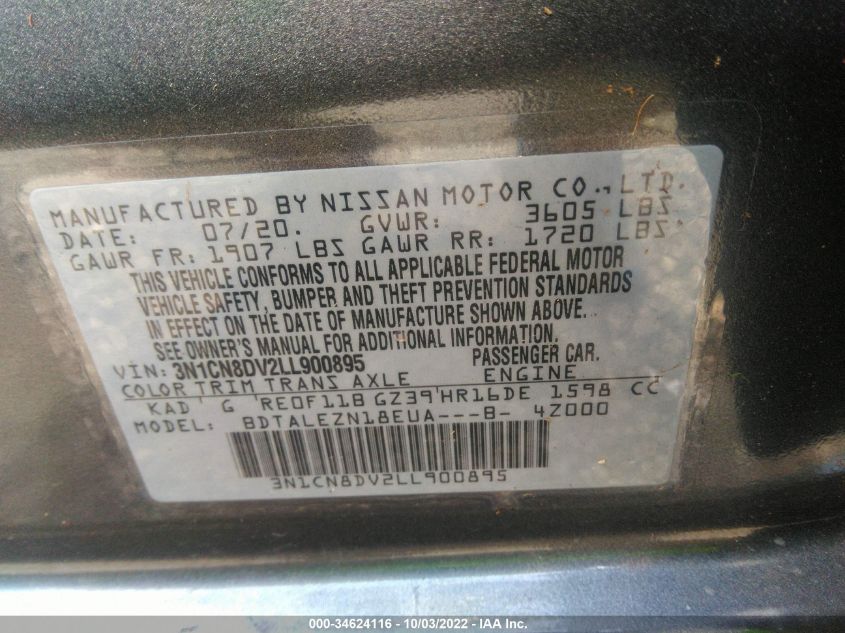 MANUFACTURED BY NISSAN MOTOR CO., LTD.
DATE: 07/20. GVWR: 3605 LBS
GAWR FR: 1907 LBS GAWR RR: 1720 LBS
THIS VEHICLE CONFORMS TO ALL APPLICABLE FEDERAL MOTOR
VEHICLE SAFETY, BUMPER AND THEFT PREVENTION STANDARDS
IN EFFECT ON THE DATE OF MANUFACTURE SHOWN ABOVE.
SEE OWNER'S MANUAL FOR ADDITIONAL INFORMATION.
VIN: 3N1CN8DV2LL900895 PASSENGER CAR.
COLOR TRIM TRANS AXLE ENGINE
KAD G RE0F11B GZ39 HR16DE 1598 CC
MODEL: BDTALEZN18EUA---B- 4Z000
3N1CN8DV2LL900895
000-34624116 - 10/03/2022 - IAA Inc.